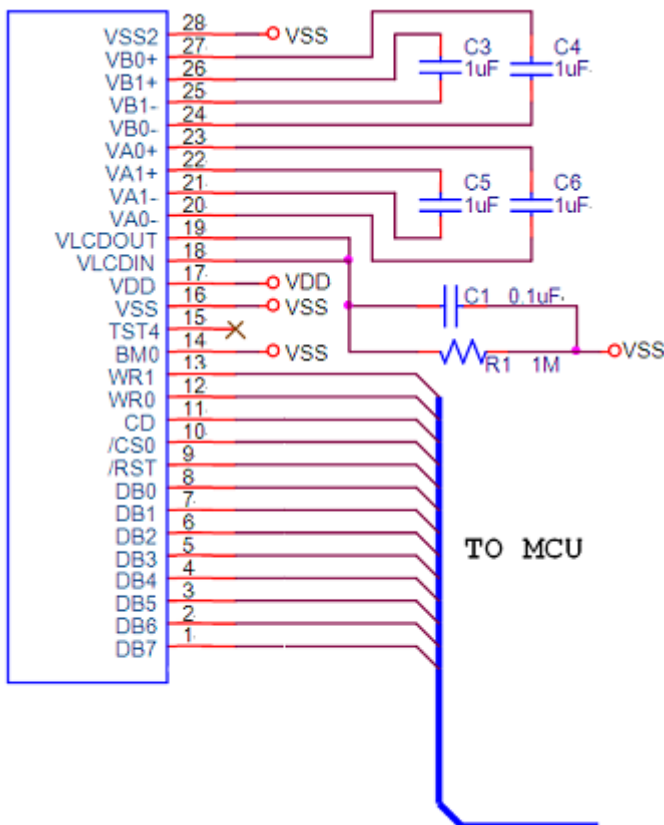 VSS2 28 VSS
VB0+ 27
VB1+ 26
VB1- 25
VB0- 24
VA0+ 23
VA1+ 22
VA1- 21
VA0- 20
VLCDOUT 19
VLCDIN 18
VDD 17 VDD
VSS 16 VSS
TST4 15
BM0 14 VSS
WR1 13
WR0 12
CD 11
/CS0 10
/RST 9
DB0 8
DB1 7
DB2 6
DB3 5
DB4 4
DB5 3
DB6 2
DB7 1
C3
1uF
C4
1uF
C5
1uF
C6
1uF
C1 0.1uF
R1 1M
VSS
TO MCU